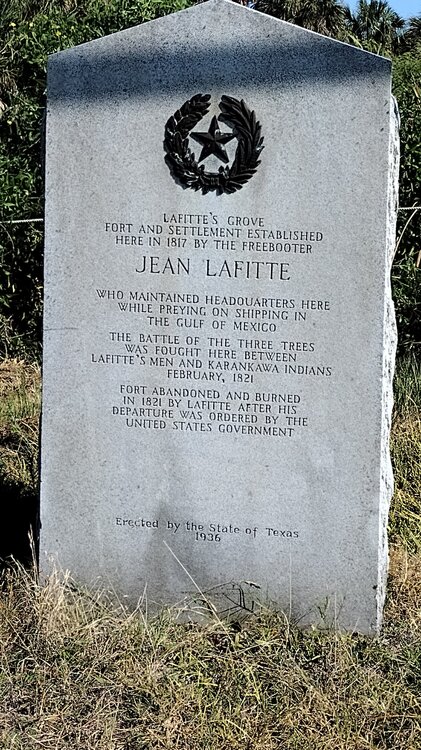 LAFITTE'S GROVE
FORT AND SETTLEMENT ESTABLISHED
HERE IN 1817 BY THE FREEBOOTER
JEAN LAFITTE
WHO MAINTAINED HEADQUARTERS HERE
WHILE PREYING ON SHIPPING IN
THE GULF OF MEXICO
THE BATTLE OF THE THREE TREES
WAS FOUGHT HERE BETWEEN
LAFITTE'S MEN AND KARANKAWA INDIANS
FEBRUARY, 1821
FORT ABANDONED AND BURNED
IN 1821 BY LAFITTE AFTER HIS
DEPARTURE WAS ORDERED BY THE
UNITED STATES GOVERNMENT
Erected by the State of Texas
1936